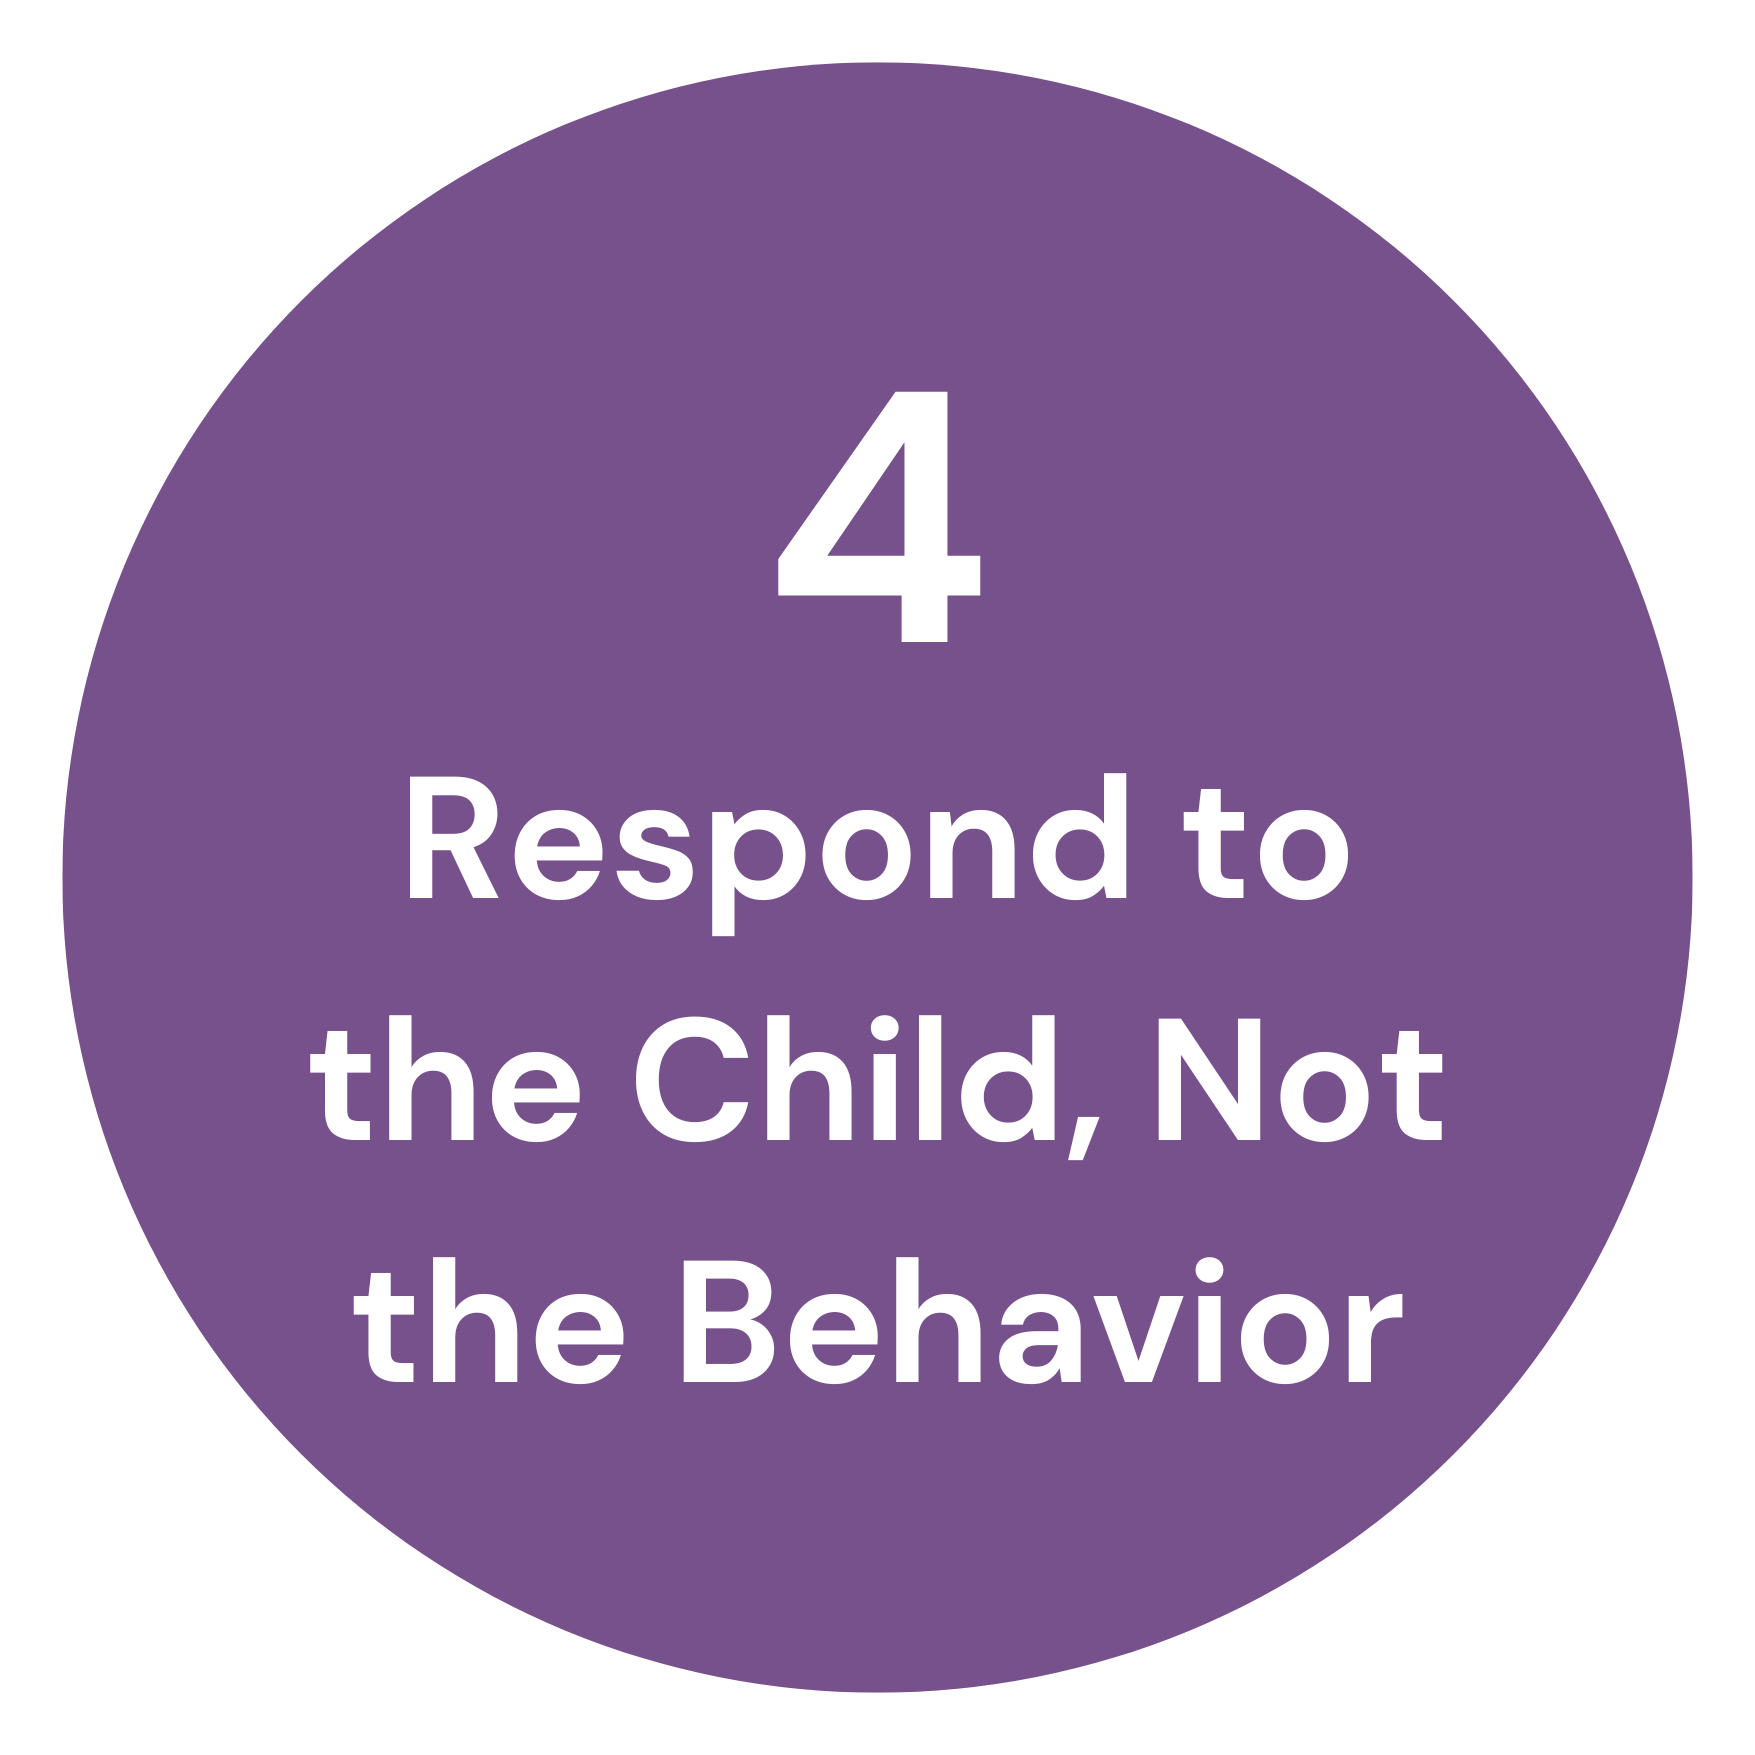 4
Respond to
the Child, Not
the Behavior